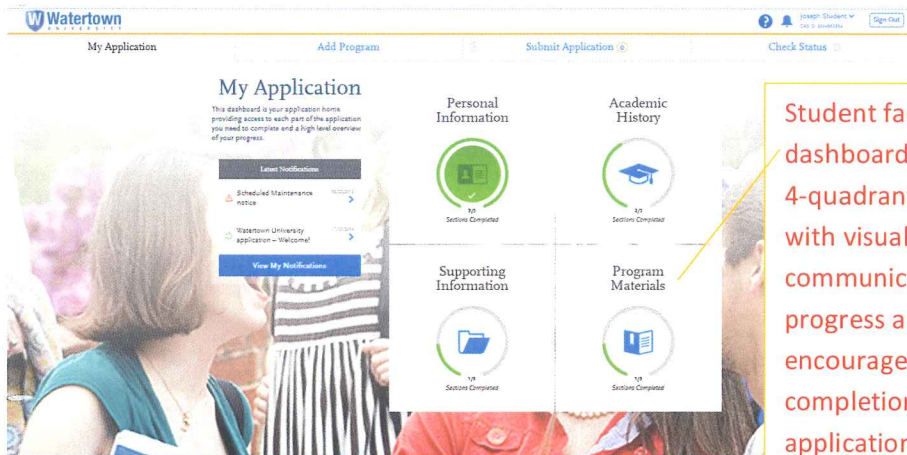 Watertown
UNIVERSITY
Joseph Student
Sign Out
My Application
Add Program
Submit Application
Check Status
My Application
This dashboard is your application home
providing access to each part of the application
you need to complete and a high level overview
of your progress.
Latest Notifications
Scheduled Maintenance
notice
Watertown University
application – Welcome!
View My Notifications
Personal
Information
Sections Completed
Academic
History
Sections Completed
Supporting
Information
Sections Completed
Program
Materials
Sections Completed
Student fa
dashboard
4-quadran
with visual
communic
progress a
encourage
completion
application